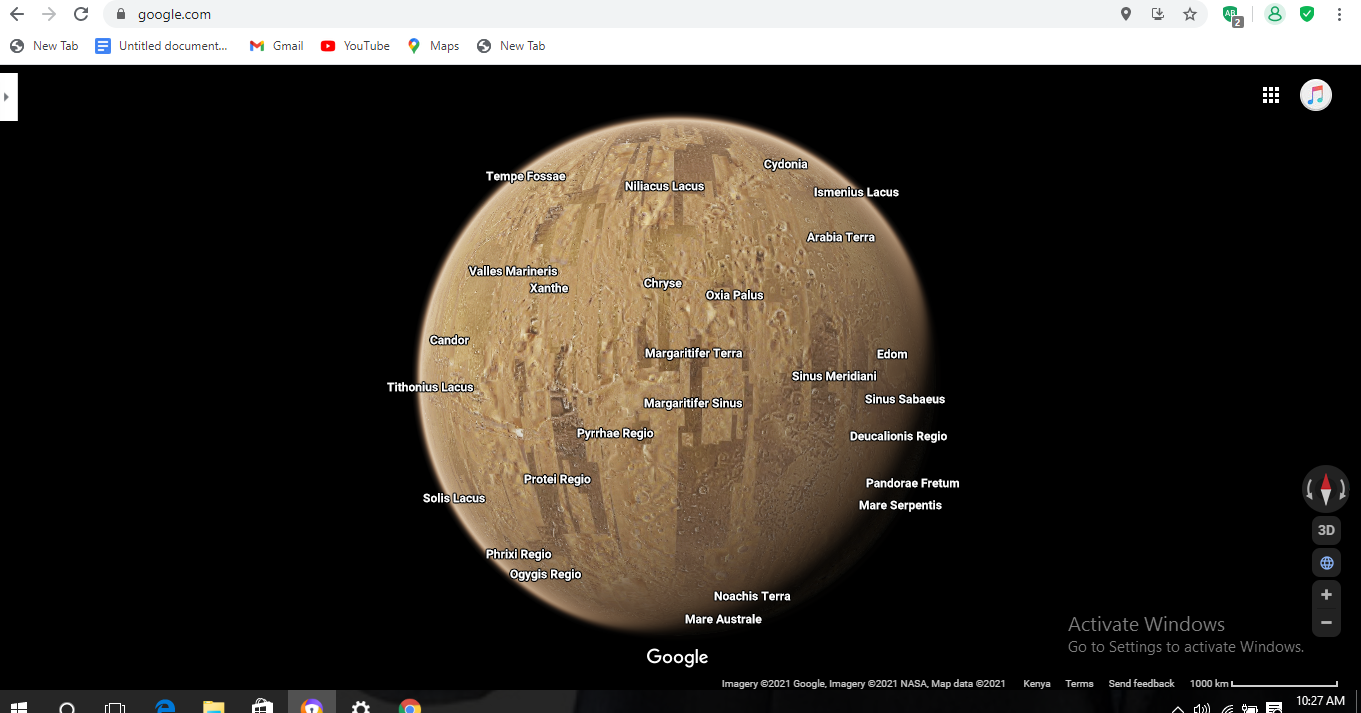 google.com
AB
2
New Tab
Untitled document...
Gmail
YouTube
Maps
New Tab
Cydonia
Tempe Fossae
Niliacus Lacus
Ismenius Lacus
Arabia Terra
Valles Marineris
Xanthe
Chryse
Oxia Palus
Candor
Margaritifer Terra
Edom
Sinus Meridiani
Tithonius Lacus
Sinus Sabaeus
Margaritifer Sinus
Pyrrhae Regio
Deucalionis Regio
Protei Regio
Pandorae Fretum
Solis Lacus
Mare Serpentis
3D
Phrixi Regio
Ogygis Regio
Noachis Terra
Mare Australe
Activate Windows
Go to Settings to activate Windows.
Google
Imagery ©2021 Google, Imagery ©2021 NASA, Map data ©2021 Kenya Terms Send feedback 1000 km
10:27 AM